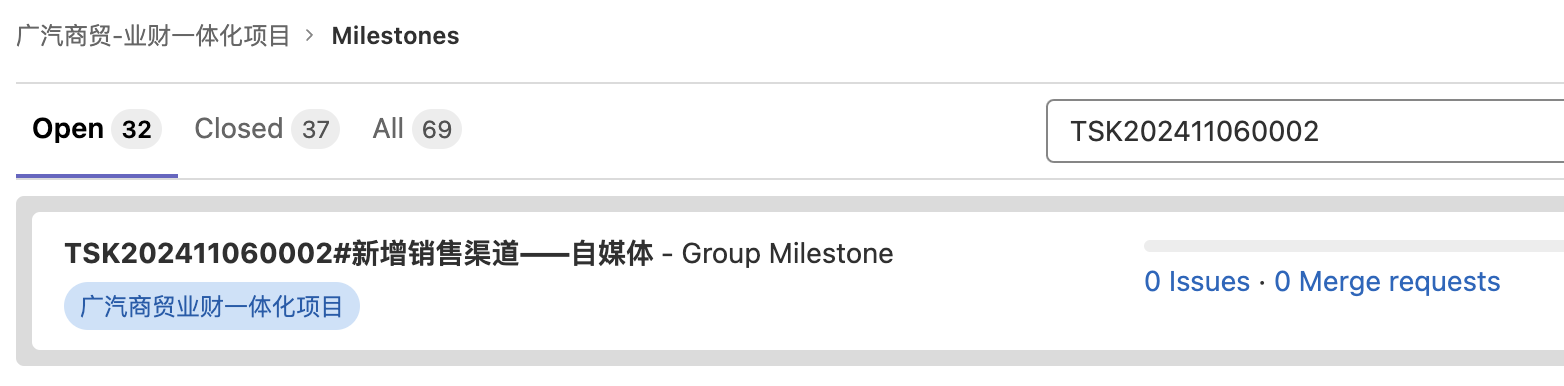 广汽商贸-业财一体化项目 › Milestones
Open 32 Closed 37 All 69
TSK202411060002
TSK202411060002#新增销售渠道——自媒体 - Group Milestone
0 Issues · 0 Merge requests
广汽商贸业财一体化项目